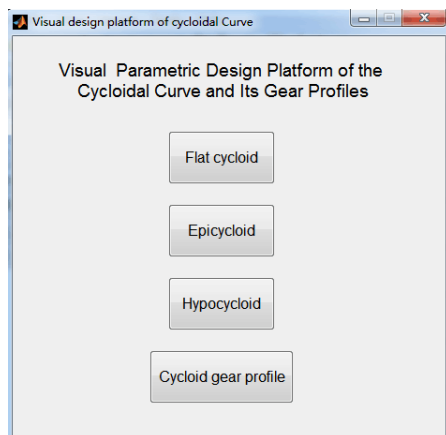 Visual design platform of cycloidal Curve
Visual Parametric Design Platform of the
Cycloidal Curve and Its Gear Profiles
Flat cycloid
Epicycloid
Hypocycloid
Cycloid gear profile